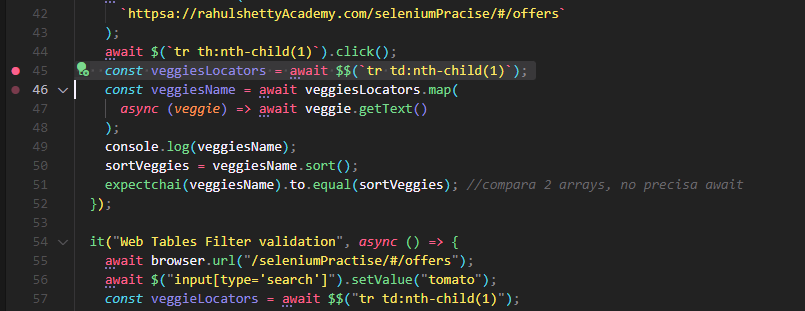 42 `httpsa://rahulshettyAcademy.com/seleniumPracise/#/offers`
43 );
44 await $(`tr th:nth-child(1)`).click();
45 const veggiesLocators = await $$(`tr td:nth-child(1)`);
46 const veggiesName = await veggiesLocators.map(
47 async (veggie) => await veggie.getText()
48 );
49 console.log(veggiesName);
50 sortVeggies = veggiesName.sort();
51 expectchai(veggiesName).to.equal(sortVeggies); //compara 2 arrays, no precisa await
52 });
53
54 it("Web Tables Filter validation", async () => {
55 await browser.url("/seleniumPractise/#/offers");
56 await $("input[type='search']").setValue("tomato");
57 const veggieLocators = await $$("tr td:nth-child(1)");